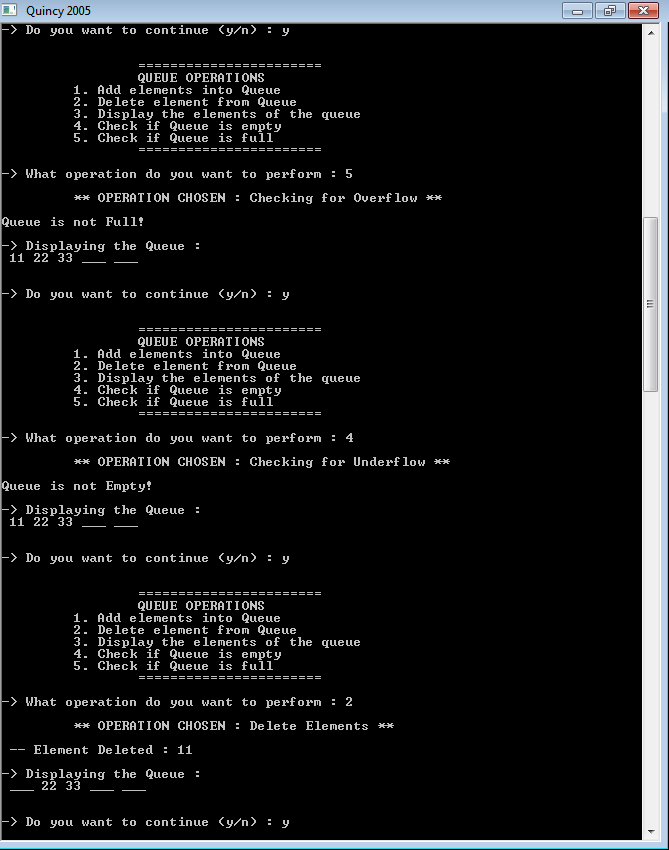 Quincy 2005
-> Do you want to continue (y/n) : y
=======================
QUEUE OPERATIONS
1. Add elements into Queue
2. Delete element from Queue
3. Display the elements of the queue
4. Check if Queue is empty
5. Check if Queue is full
=======================
-> What operation do you want to perform : 5
** OPERATION CHOSEN : Checking for Overflow **
Queue is not Full!
-> Displaying the Queue :
11 22 33 ___ ___
-> Do you want to continue (y/n) : y
=======================
QUEUE OPERATIONS
1. Add elements into Queue
2. Delete element from Queue
3. Display the elements of the queue
4. Check if Queue is empty
5. Check if Queue is full
=======================
-> What operation do you want to perform : 4
** OPERATION CHOSEN : Checking for Underflow **
Queue is not Empty!
-> Displaying the Queue :
11 22 33 ___ ___
-> Do you want to continue (y/n) : y
=======================
QUEUE OPERATIONS
1. Add elements into Queue
2. Delete element from Queue
3. Display the elements of the queue
4. Check if Queue is empty
5. Check if Queue is full
=======================
-> What operation do you want to perform : 2
** OPERATION CHOSEN : Delete Elements **
-- Element Deleted : 11
-> Displaying the Queue :
___ 22 33 ___ ___
-> Do you want to continue (y/n) : y